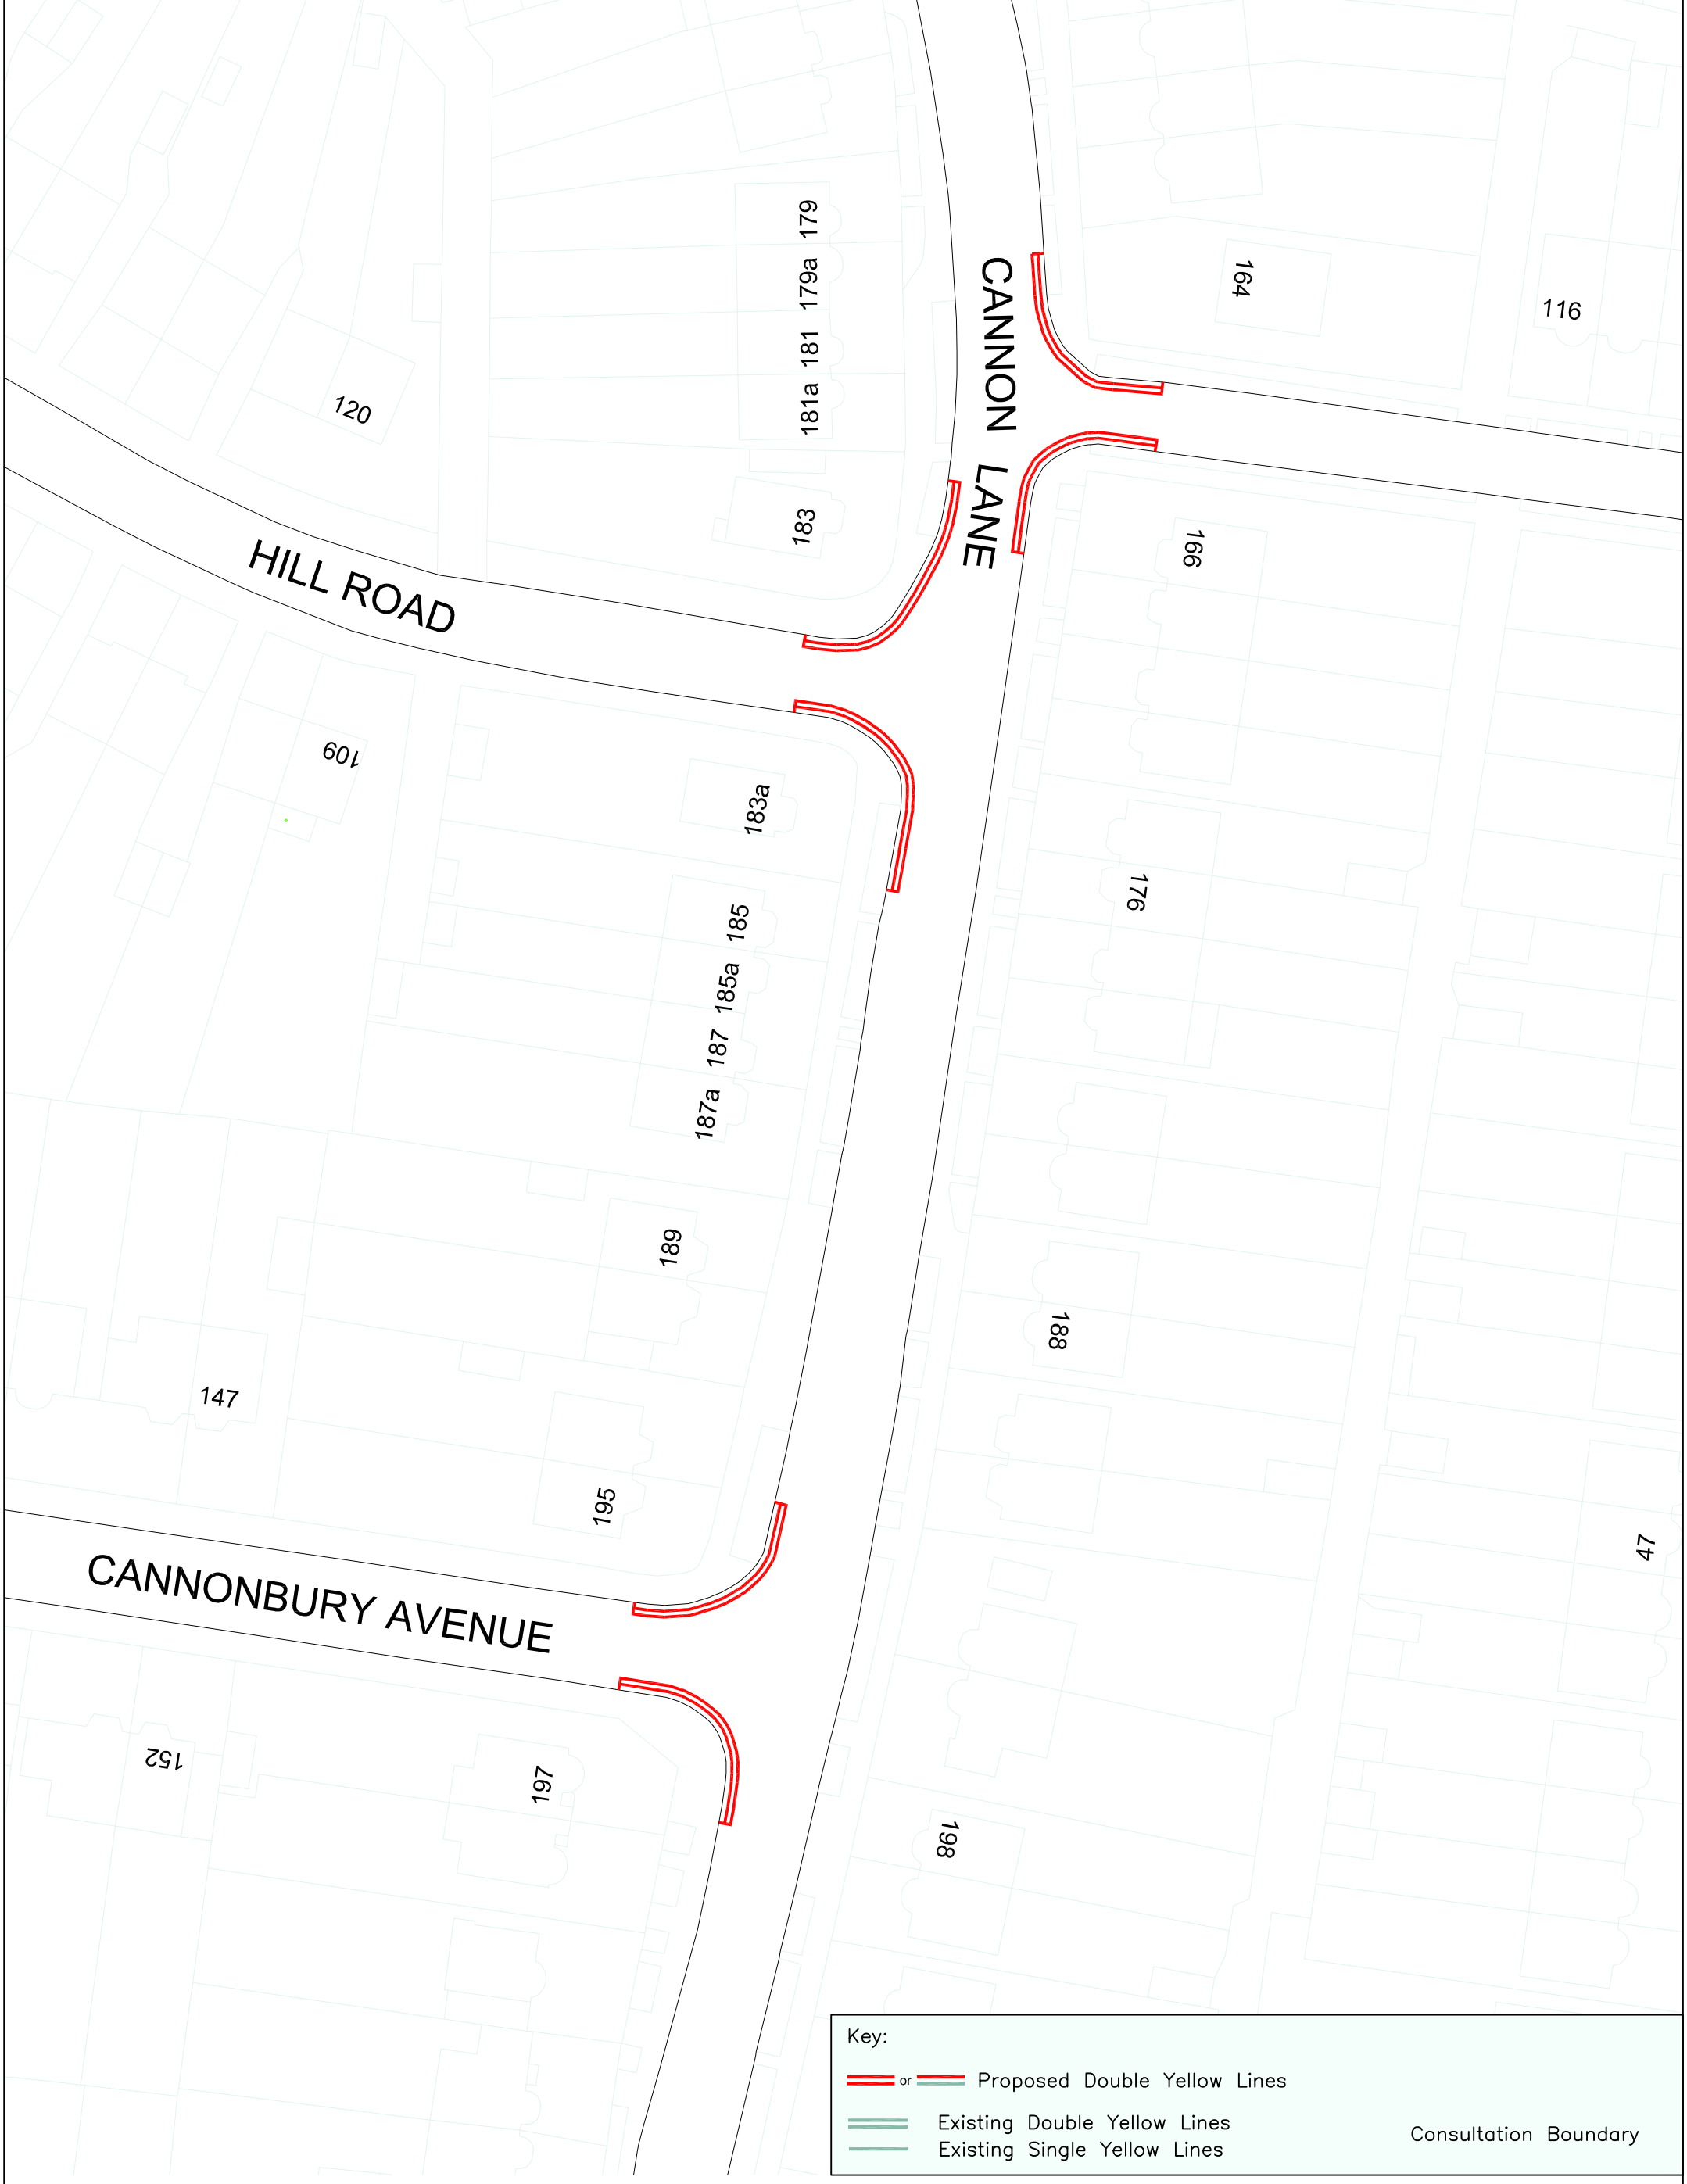 179
179a
181
181a
183
CANNON LANE
164
116
120
HILL ROAD
166
109
183a
176
185
185a
187
187a
189
188
147
195
47
CANNONBURY AVENUE
152
197
198
Key:
or Proposed Double Yellow Lines
Existing Double Yellow Lines
Existing Single Yellow Lines
Consultation Boundary